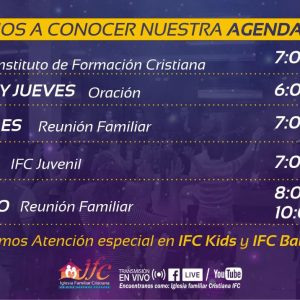 OS A CONOCER NUESTRA AGENDA
nstituto de Formación Cristiana 7:0
Y JUEVES Oración 6:0
ES Reunión Familiar 7:0
IFC Juvenil 7:0
O Reunión Familiar 8:0
10:0
mos Atención especial en IFC Kids y IFC Ba
ifc
Iglesia Familiar Cristiana
TRANSMISIÓN EN VIVO LIVE / YouTube
Encuentranos como: Iglesia familiar Cristiana IFC